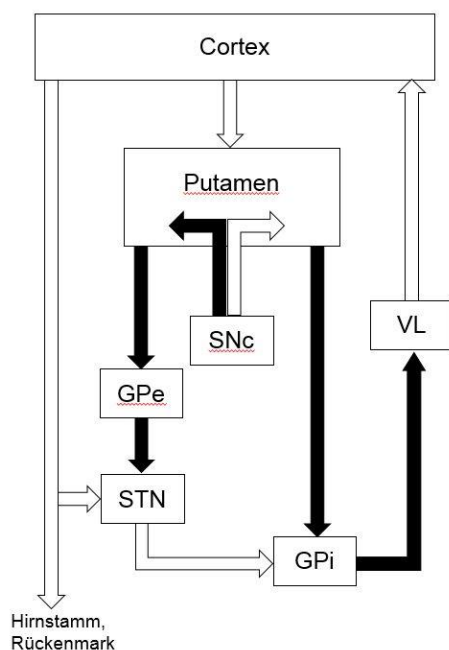 Cortex
Putamen
SNc
VL
GPe
STN
GPi
Hirnstamm,
Rückenmark